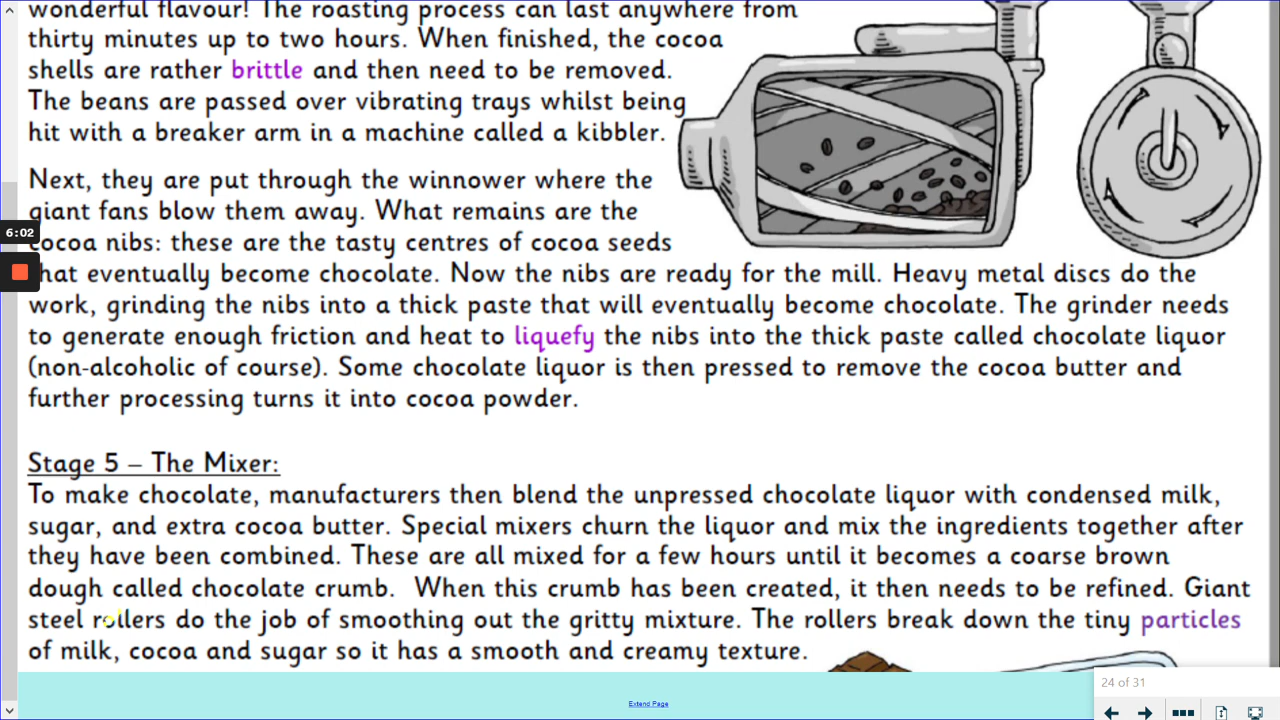 wonderful flavour! The roasting process can last anywhere from
thirty minutes up to two hours. When finished, the cocoa
shells are rather brittle and then need to be removed.
The beans are passed over vibrating trays whilst being
hit with a breaker arm in a machine called a kibbler.
Next, they are put through the winnower where the
giant fans blow them away. What remains are the
6:02
cocoa nibs: these are the tasty centres of cocoa seeds
that eventually become chocolate. Now the nibs are ready for the mill. Heavy metal discs do the
work, grinding the nibs into a thick paste that will eventually become chocolate. The grinder needs
to generate enough friction and heat to liquefy the nibs into the thick paste called chocolate liquor
(non-alcoholic of course). Some chocolate liquor is then pressed to remove the cocoa butter and
further processing turns it into cocoa powder.
Stage 5 – The Mixer:
To make chocolate, manufacturers then blend the unpressed chocolate liquor with condensed milk,
sugar, and extra cocoa butter. Special mixers churn the liquor and mix the ingredients together after
they have been combined. These are all mixed for a few hours until it becomes a coarse brown
dough called chocolate crumb.  When this crumb has been created, it then needs to be refined. Giant
steel rollers do the job of smoothing out the gritty mixture. The rollers break down the tiny particles
of milk, cocoa and sugar so it has a smooth and creamy texture.
24 of 31
Extend Page